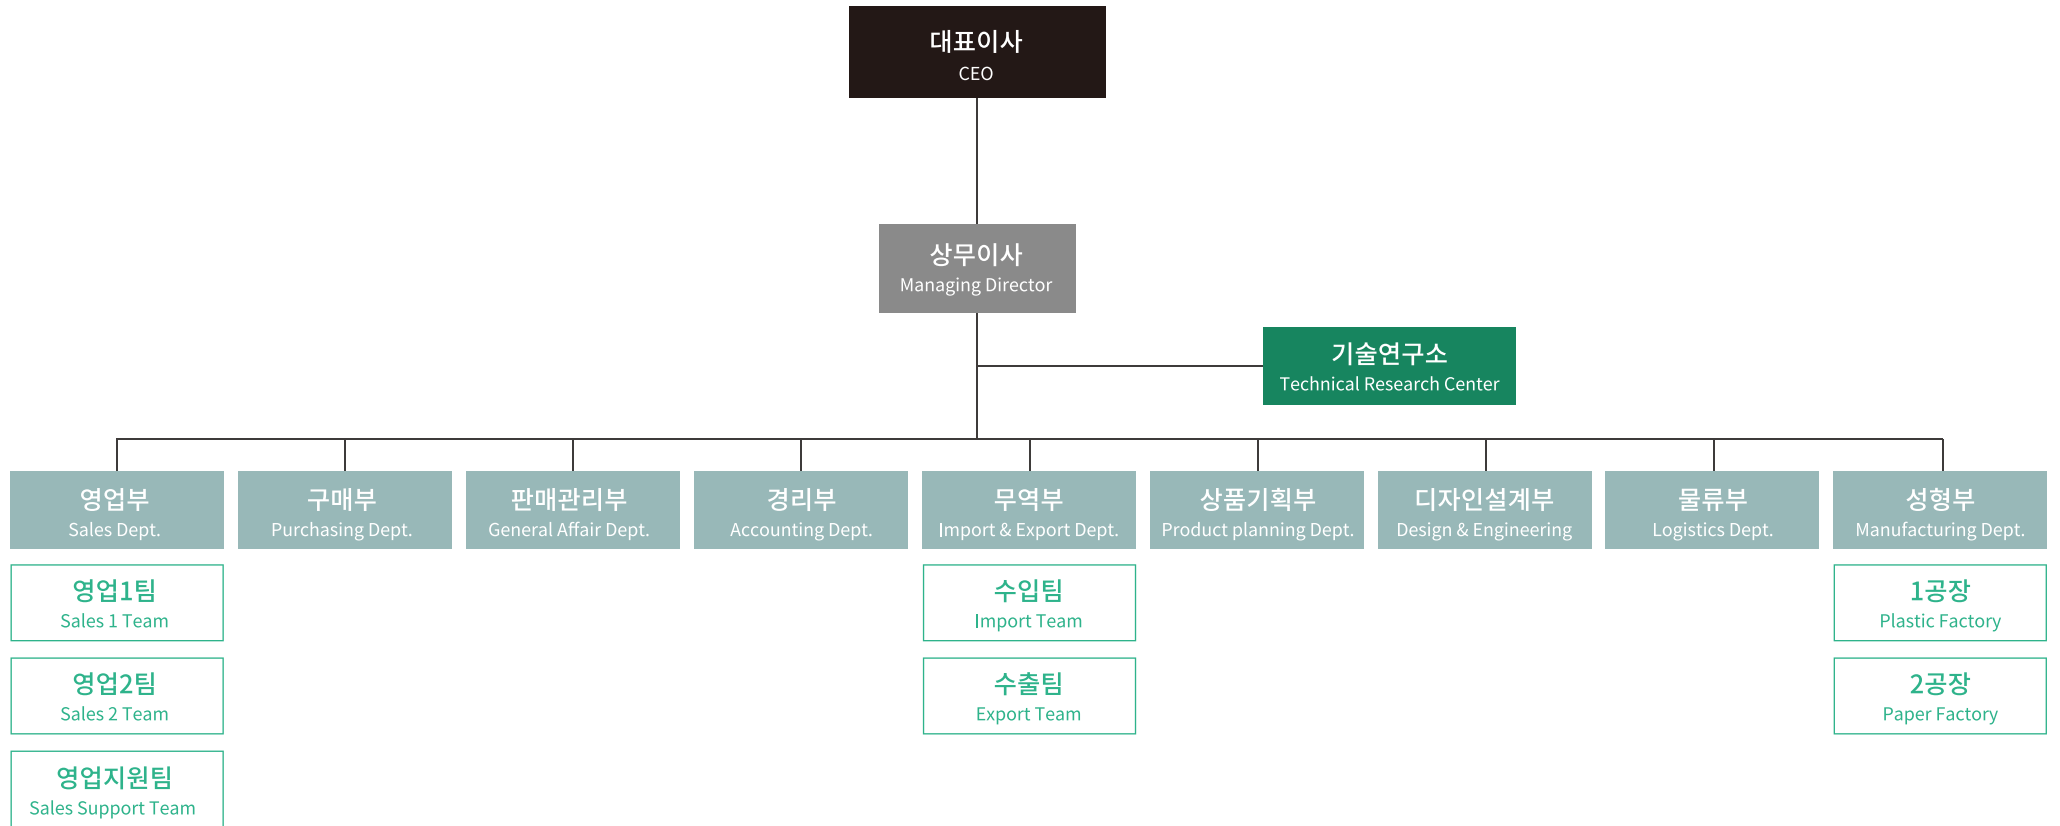 대표이사
CEO
상무이사
Managing Director
기술연구소
Technical Research Center
영업부
Sales Dept.
구매부
Purchasing Dept.
판매관리부
General Affair Dept.
경리부
Accounting Dept.
무역부
Import & Export Dept.
상품기획부
Product planning Dept.
디자인설계부
Design & Engineering
물류부
Logistics Dept.
성형부
Manufacturing Dept.
영업1팀
Sales 1 Team
수입팀
Import Team
1공장
Plastic Factory
영업2팀
Sales 2 Team
수출팀
Export Team
2공장
Paper Factory
영업지원팀
Sales Support Team